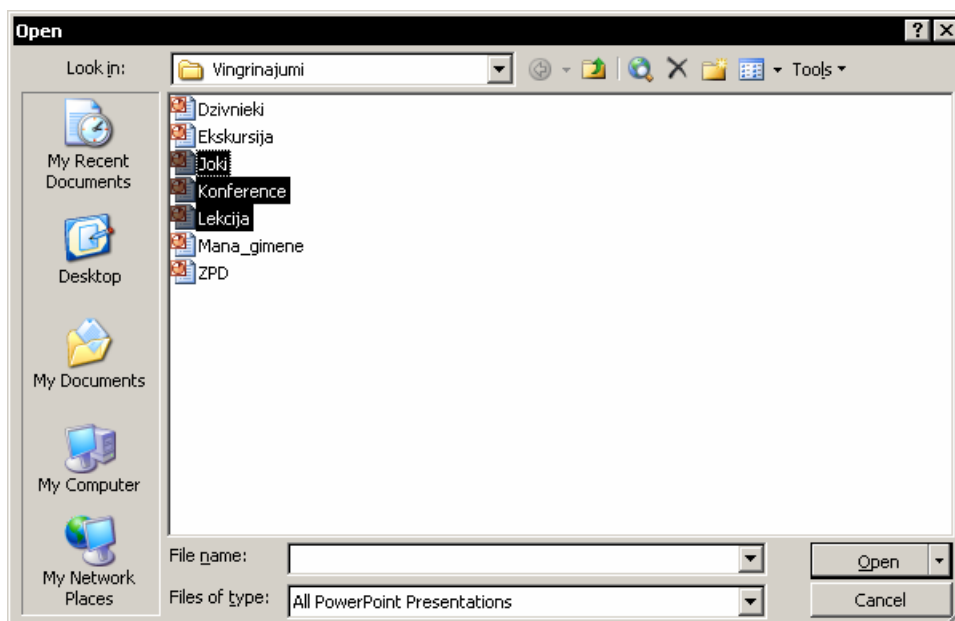 Open
Look in: Vingrinajumi Tools
Dzivnieki
Ekskursija
Joki
Konference
Lekcija
Mana_gimene
ZPD
My Recent
Documents
Desktop
My Documents
My Computer
My Network
Places
File name: Open
Files of type: All PowerPoint Presentations Cancel